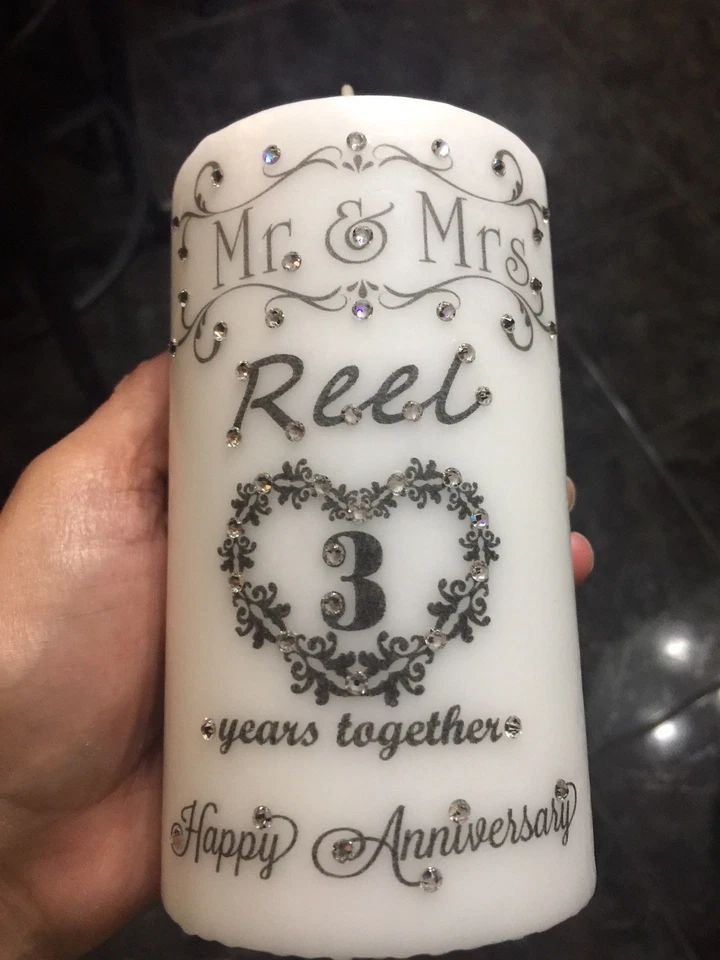 Mr. & Mrs.
Reel
3
years together
Happy Anniversary